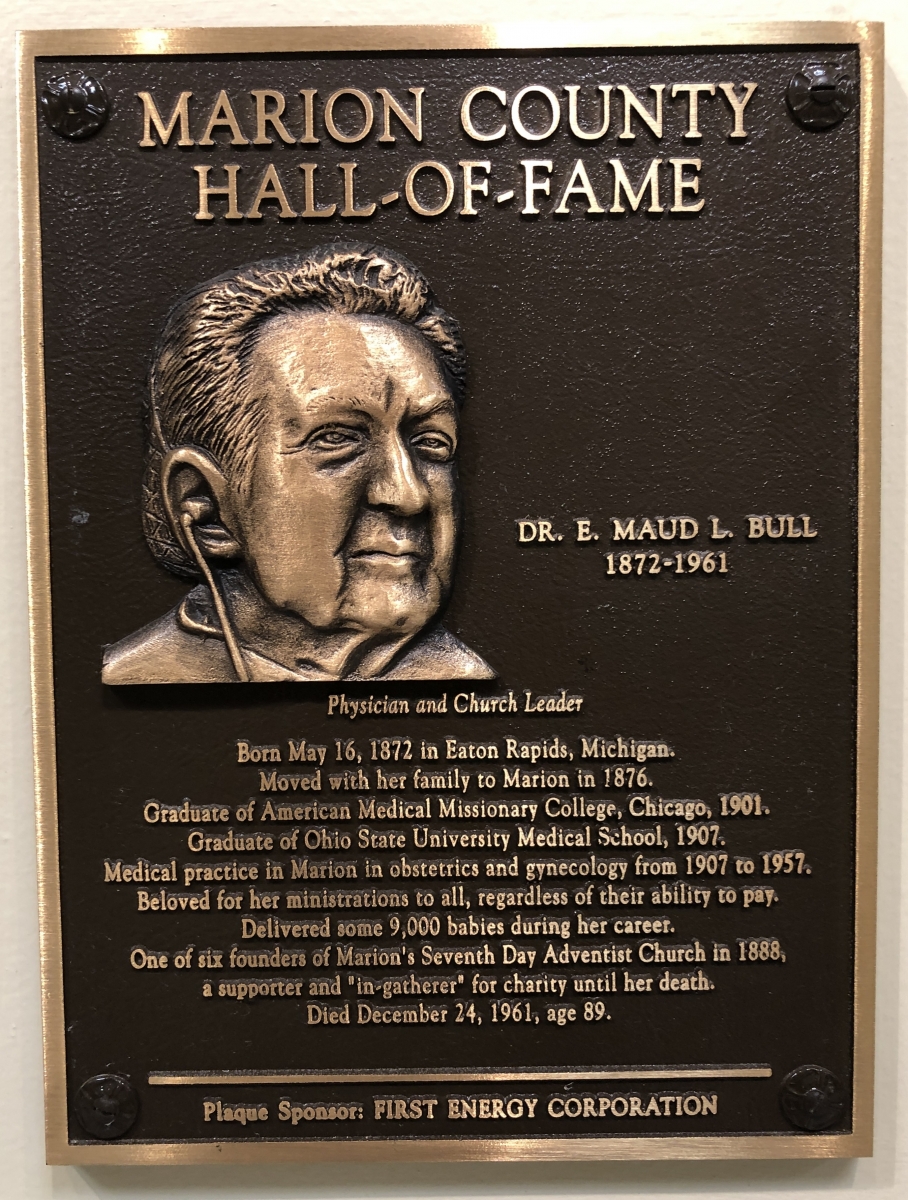 MARION COUNTY
HALL-OF-FAME
DR. E. MAUD L. BULL
1872-1961
Physician and Church Leader
Born May 16, 1872 in Eaton Rapids, Michigan.
Moved with her family to Marion in 1876.
Graduate of American Medical Missionary College, Chicago, 1901.
Graduate of Ohio State University Medical School, 1907.
Medical practice in Marion in obstetrics and gynecology from 1907 to 1957.
Beloved for her ministrations to all, regardless of their ability to pay.
Delivered some 9,000 babies during her career.
One of six founders of Marion's Seventh Day Adventist Church in 1888,
a supporter and "in-gatherer" for charity until her death.
Died December 24, 1961, age 89.
Plaque Sponsor: FIRST ENERGY CORPORATION